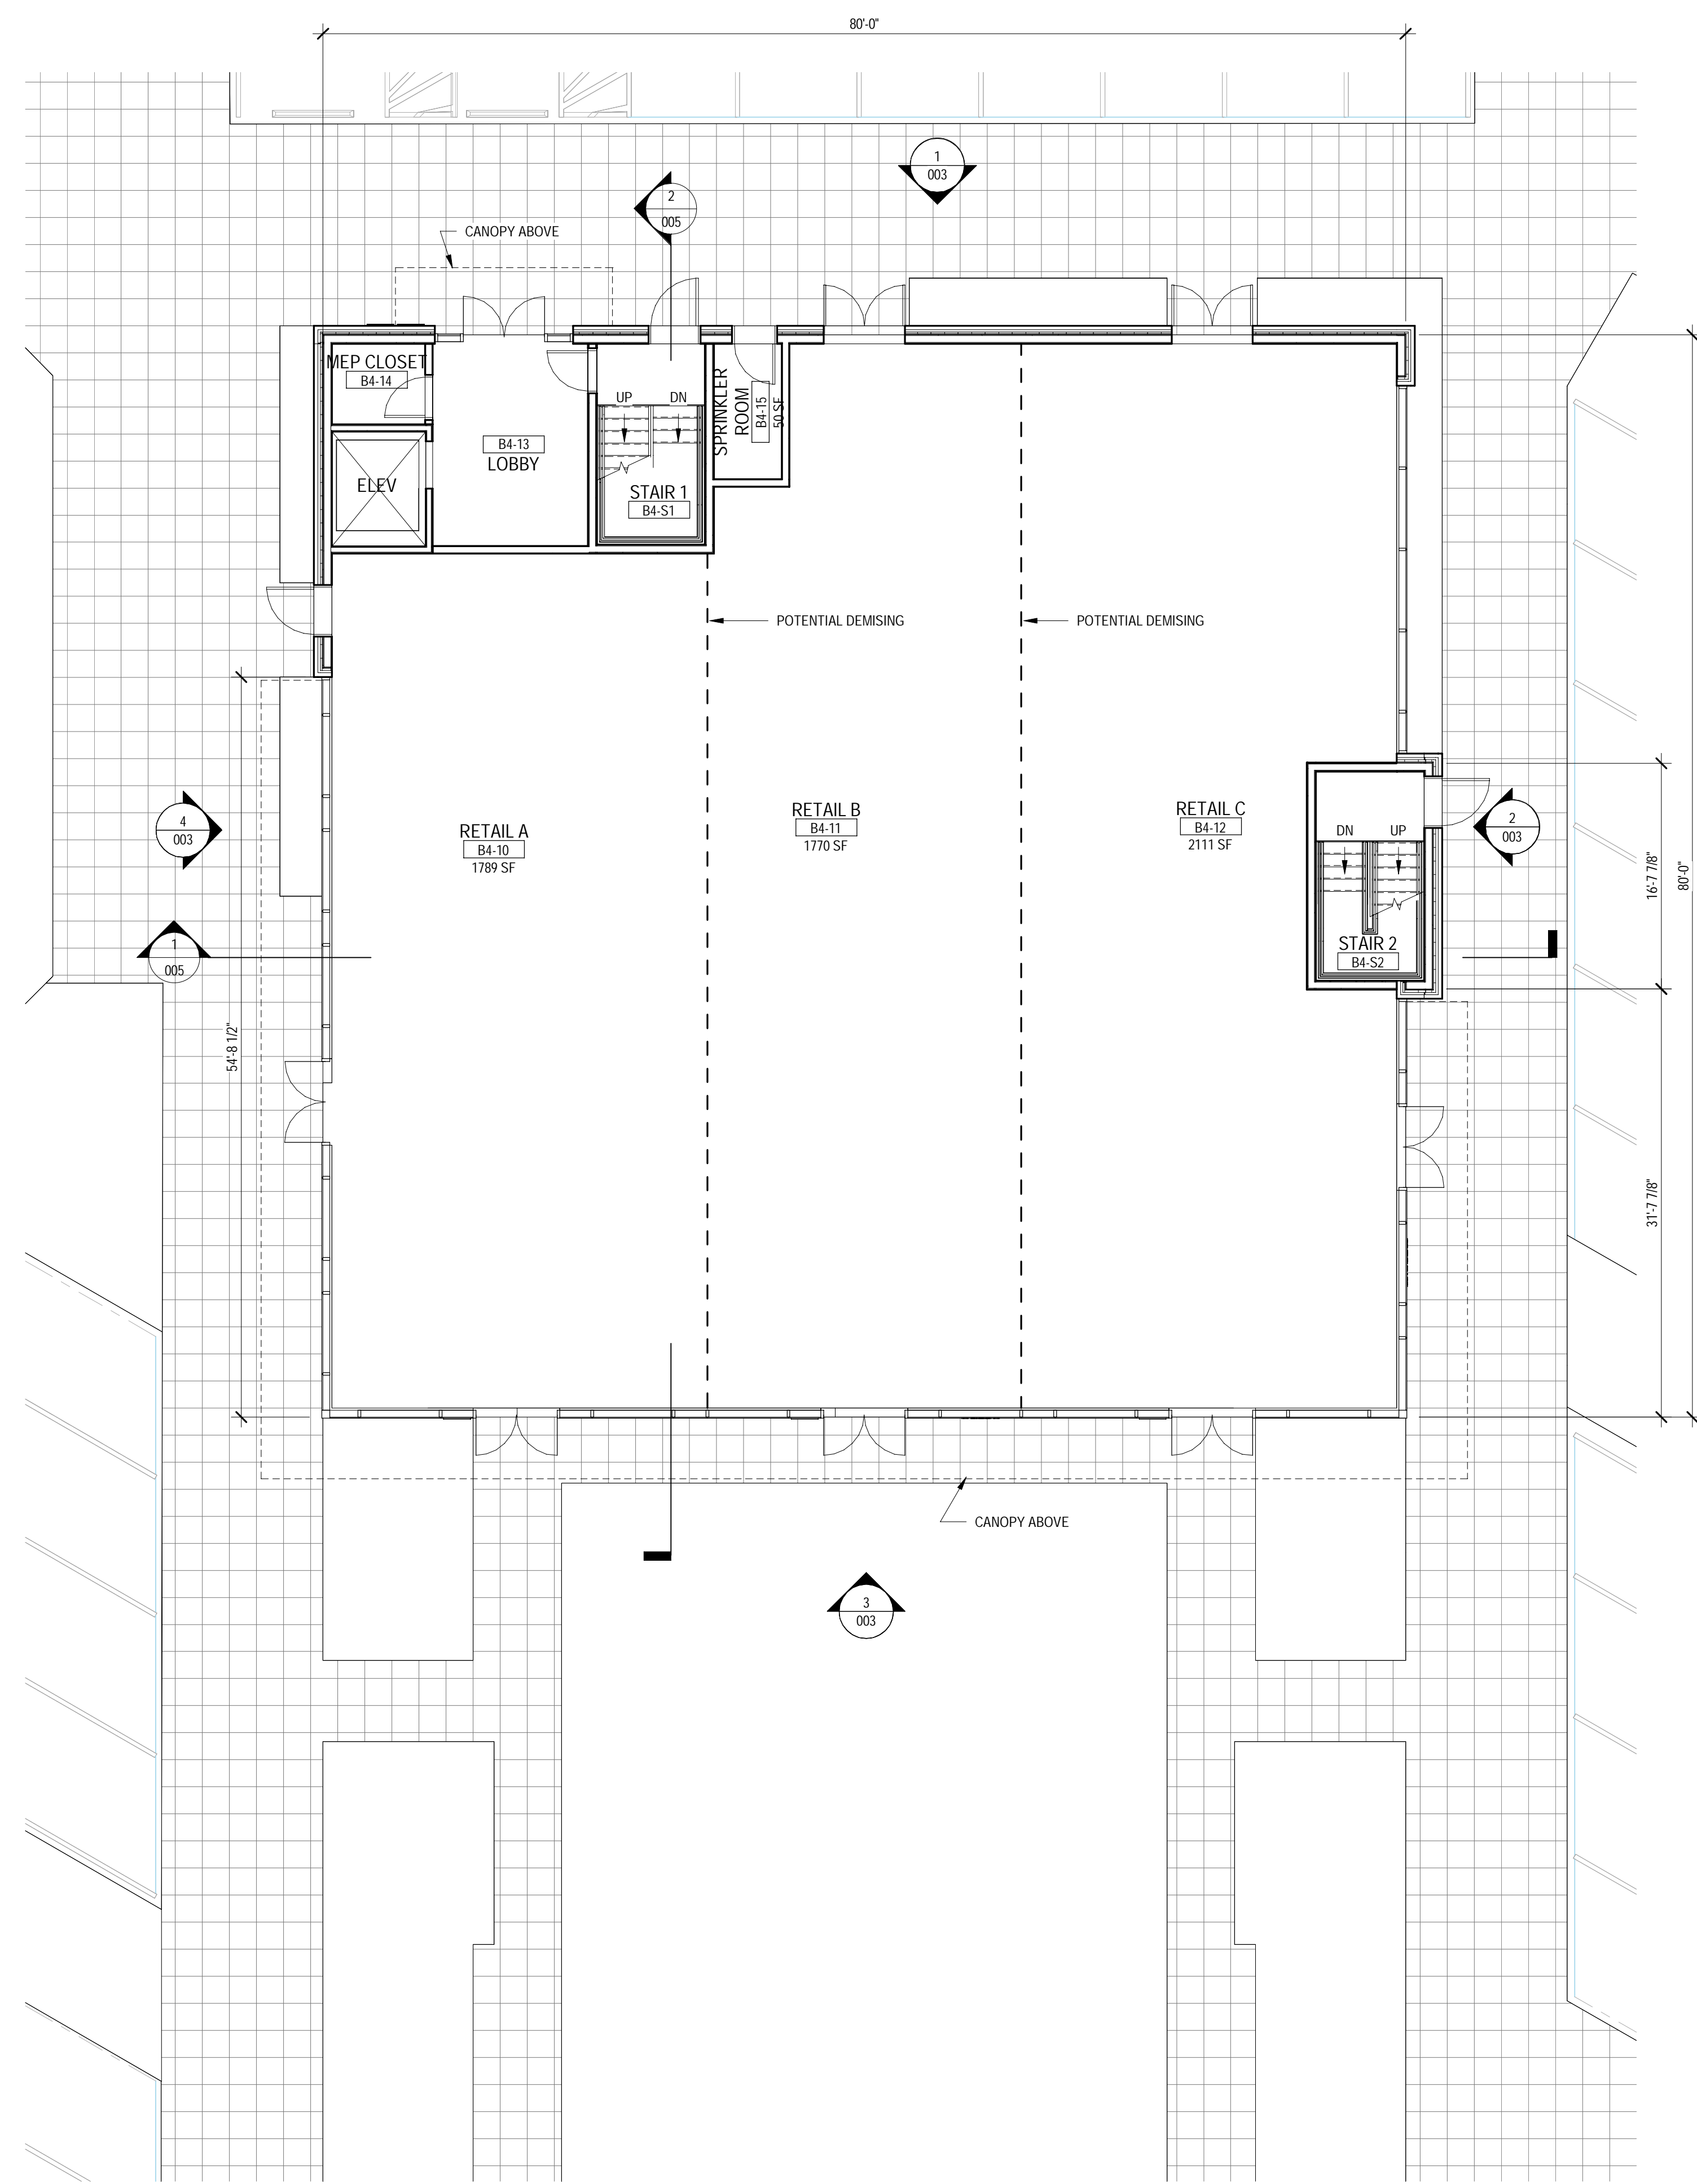 80'-0"
1
003
2
005
CANOPY ABOVE
MEP CLOSET
B4-14
UP
DN
SPRINKLER
ROOM
B4-15
50 SF
B4-13
LOBBY
ELEV
STAIR 1
B4-S1
POTENTIAL DEMISING
POTENTIAL DEMISING
RETAIL A
B4-10
1789 SF
RETAIL B
B4-11
1770 SF
RETAIL C
B4-12
2111 SF
4
003
2
003
DN
UP
16'-7 7/8"
80'-0"
STAIR 2
B4-S2
1
005
54'-8 1/2"
31'-7 7/8"
CANOPY ABOVE
3
003